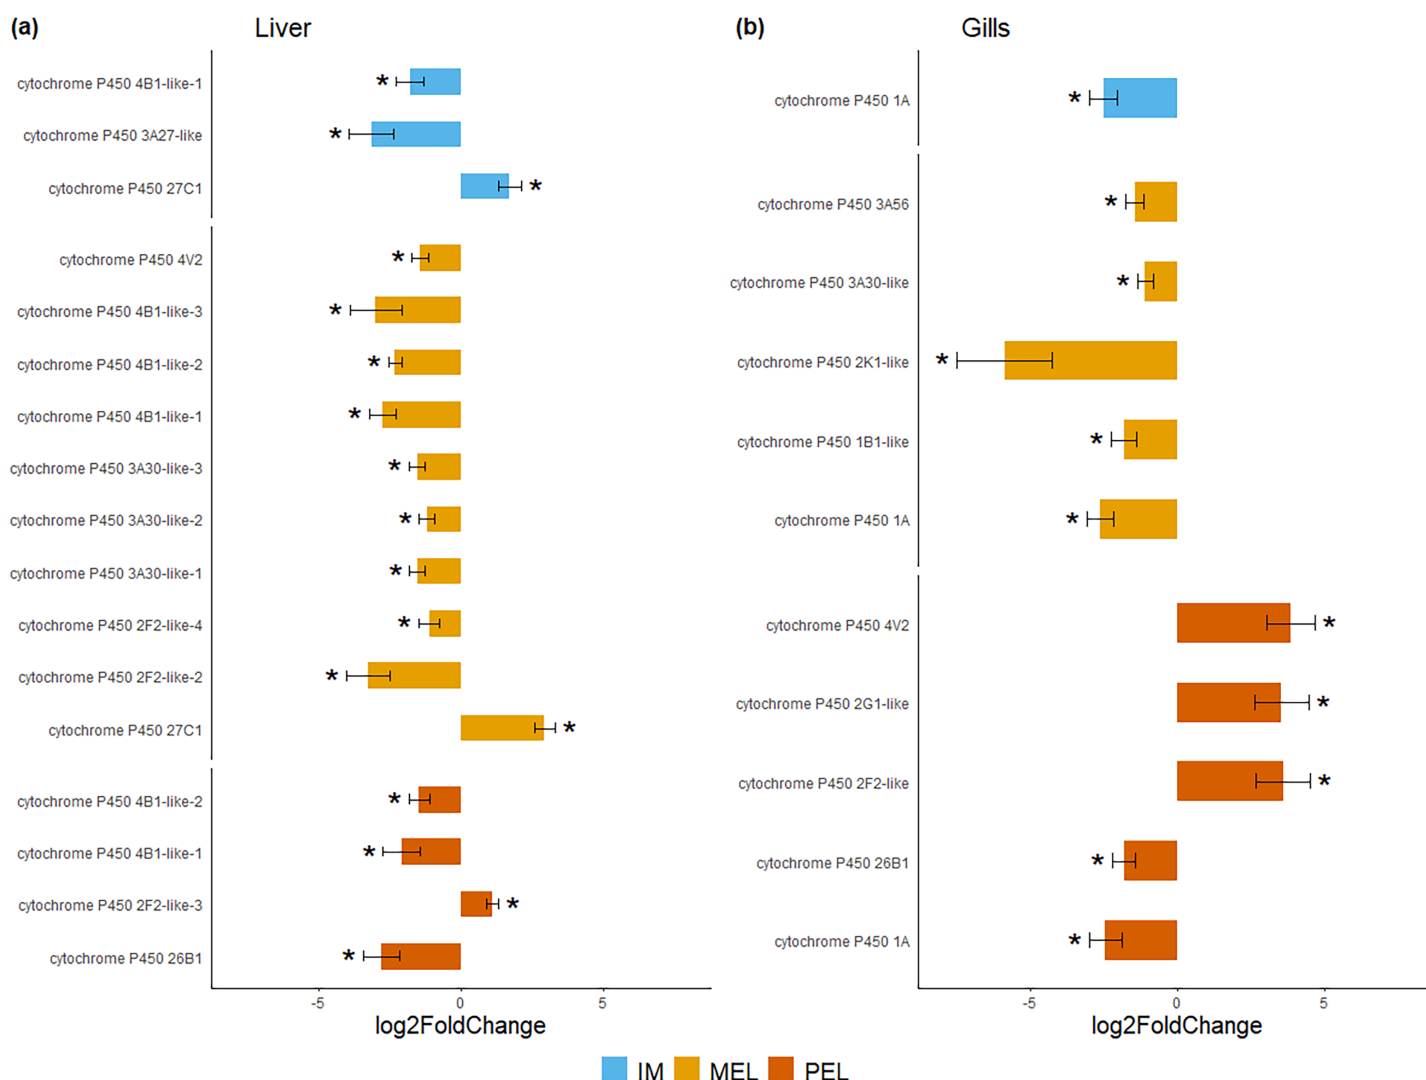 (a) Liver
cytochrome P450 4B1-like-1
*
cytochrome P450 3A27-like
*
cytochrome P450 27C1
*
cytochrome P450 4V2
*
cytochrome P450 4B1-like-3
*
cytochrome P450 4B1-like-2
*
cytochrome P450 4B1-like-1
*
cytochrome P450 3A30-like-3
*
cytochrome P450 3A30-like-2
*
cytochrome P450 3A30-like-1
*
cytochrome P450 2F2-like-4
*
cytochrome P450 2F2-like-2
*
cytochrome P450 27C1
*
cytochrome P450 4B1-like-2
*
cytochrome P450 4B1-like-1
*
cytochrome P450 2F2-like-3
*
cytochrome P450 26B1
*
-5 0 5
log2FoldChange
(b) Gills
cytochrome P450 1A
*
cytochrome P450 3A56
*
cytochrome P450 3A30-like
*
cytochrome P450 2K1-like
*
cytochrome P450 1B1-like
*
cytochrome P450 1A
*
cytochrome P450 4V2
*
cytochrome P450 2G1-like
*
cytochrome P450 2F2-like
*
cytochrome P450 26B1
*
cytochrome P450 1A
*
-5 0 5
log2FoldChange
IM MEL PEL